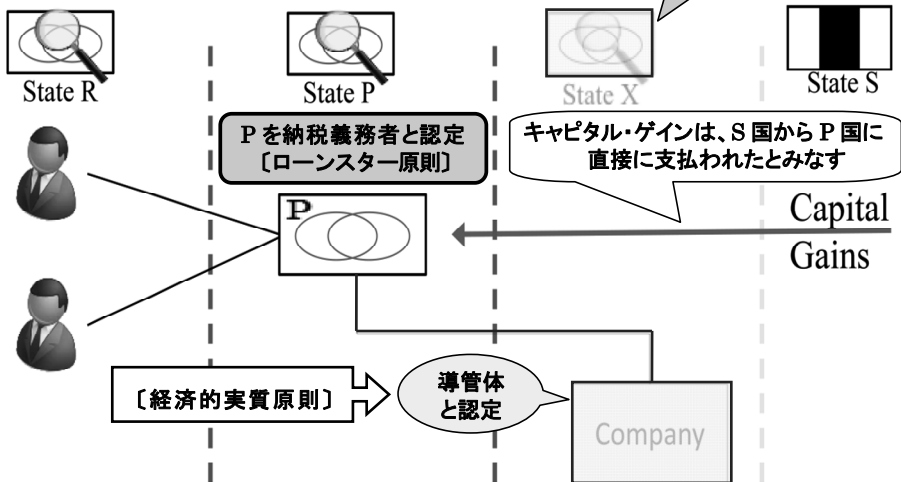 State R
State P
State X
State S
P を納税義務者と認定
〔ローンスター原則〕
キャピタル・ゲインは、S 国から P 国に
直接に支払われたとみなす
P
Capital
Gains
〔経済的実質原則〕
導管体
と認定
Company